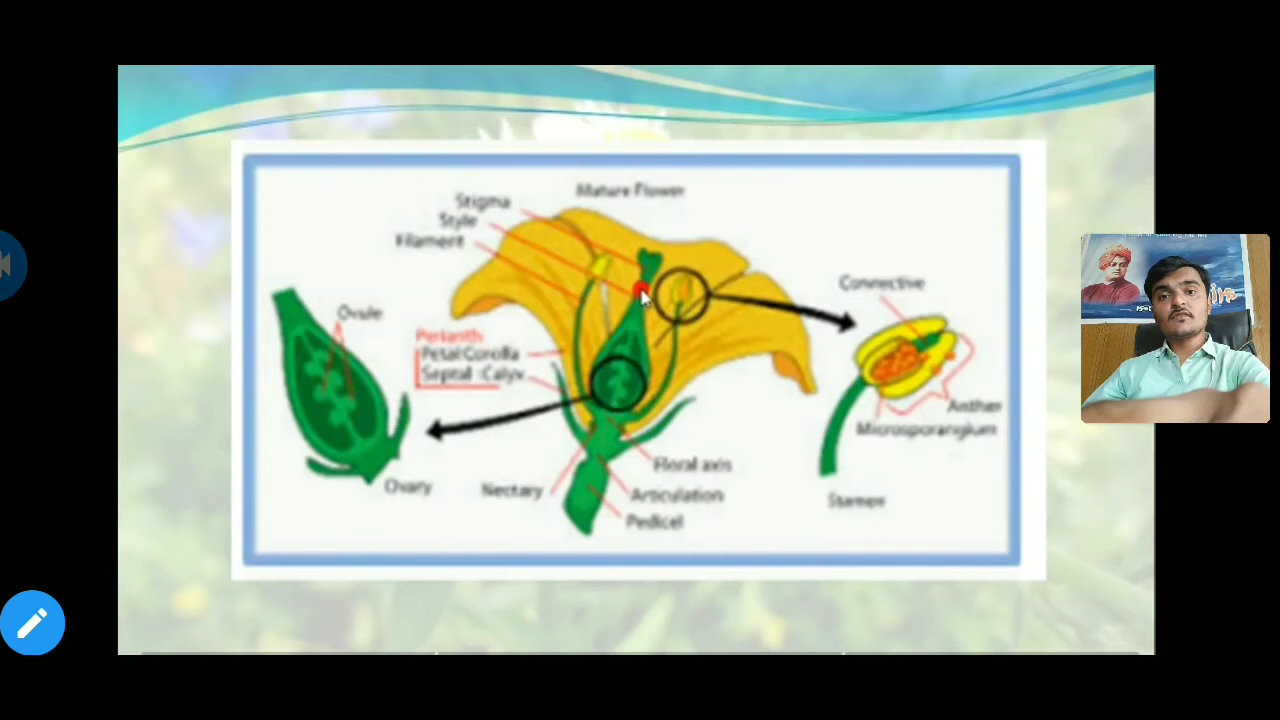 Mature Flower
Stigma
Style
Filament
Connective
Ovule
Perianth
Petal:Corolla
Septal :Calyx
Anther
Microsporangium
Floral axis
Ovary
Nectary
Articulation
Stamen
Pedicel